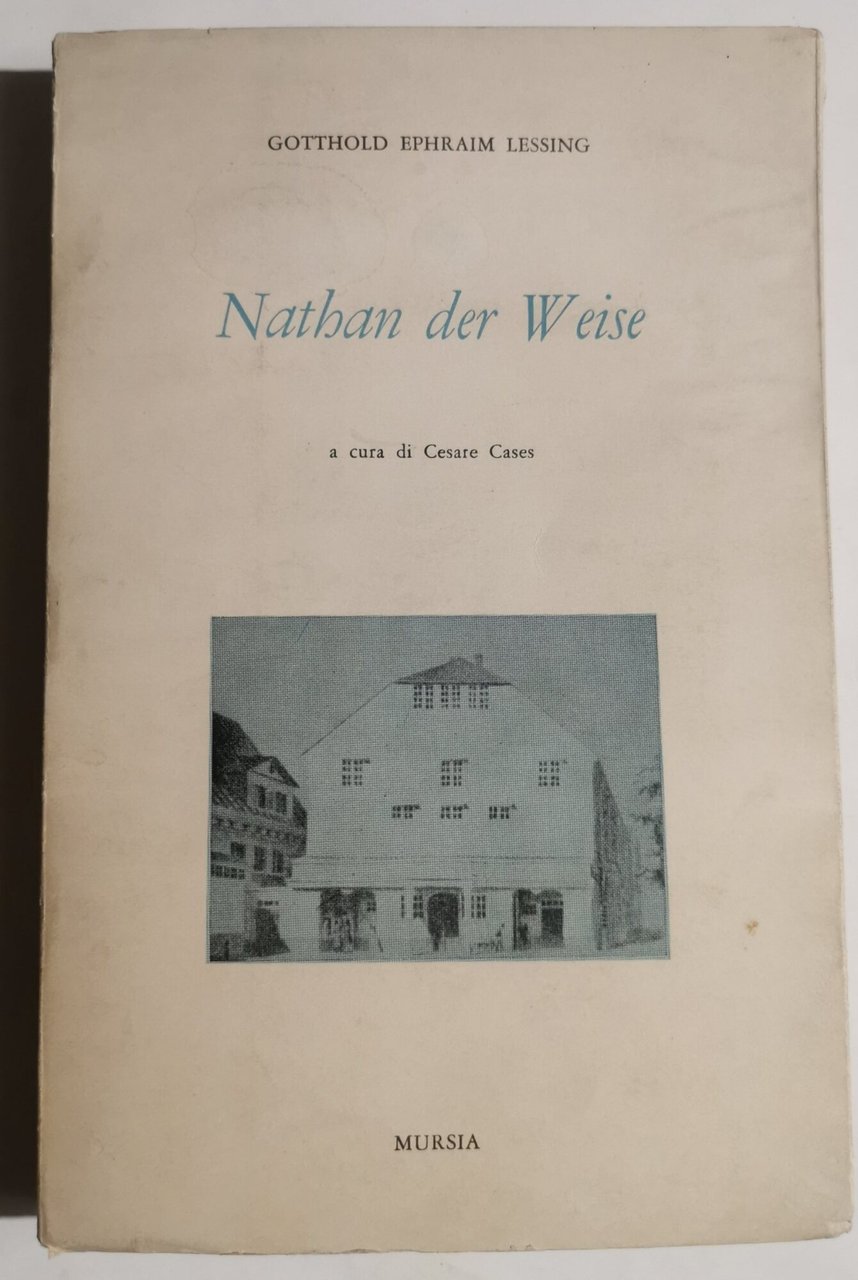 GOTTHOLD EPHRAIM LESSING
Nathan der Weise
a cura di Cesare Cases
MURSIA